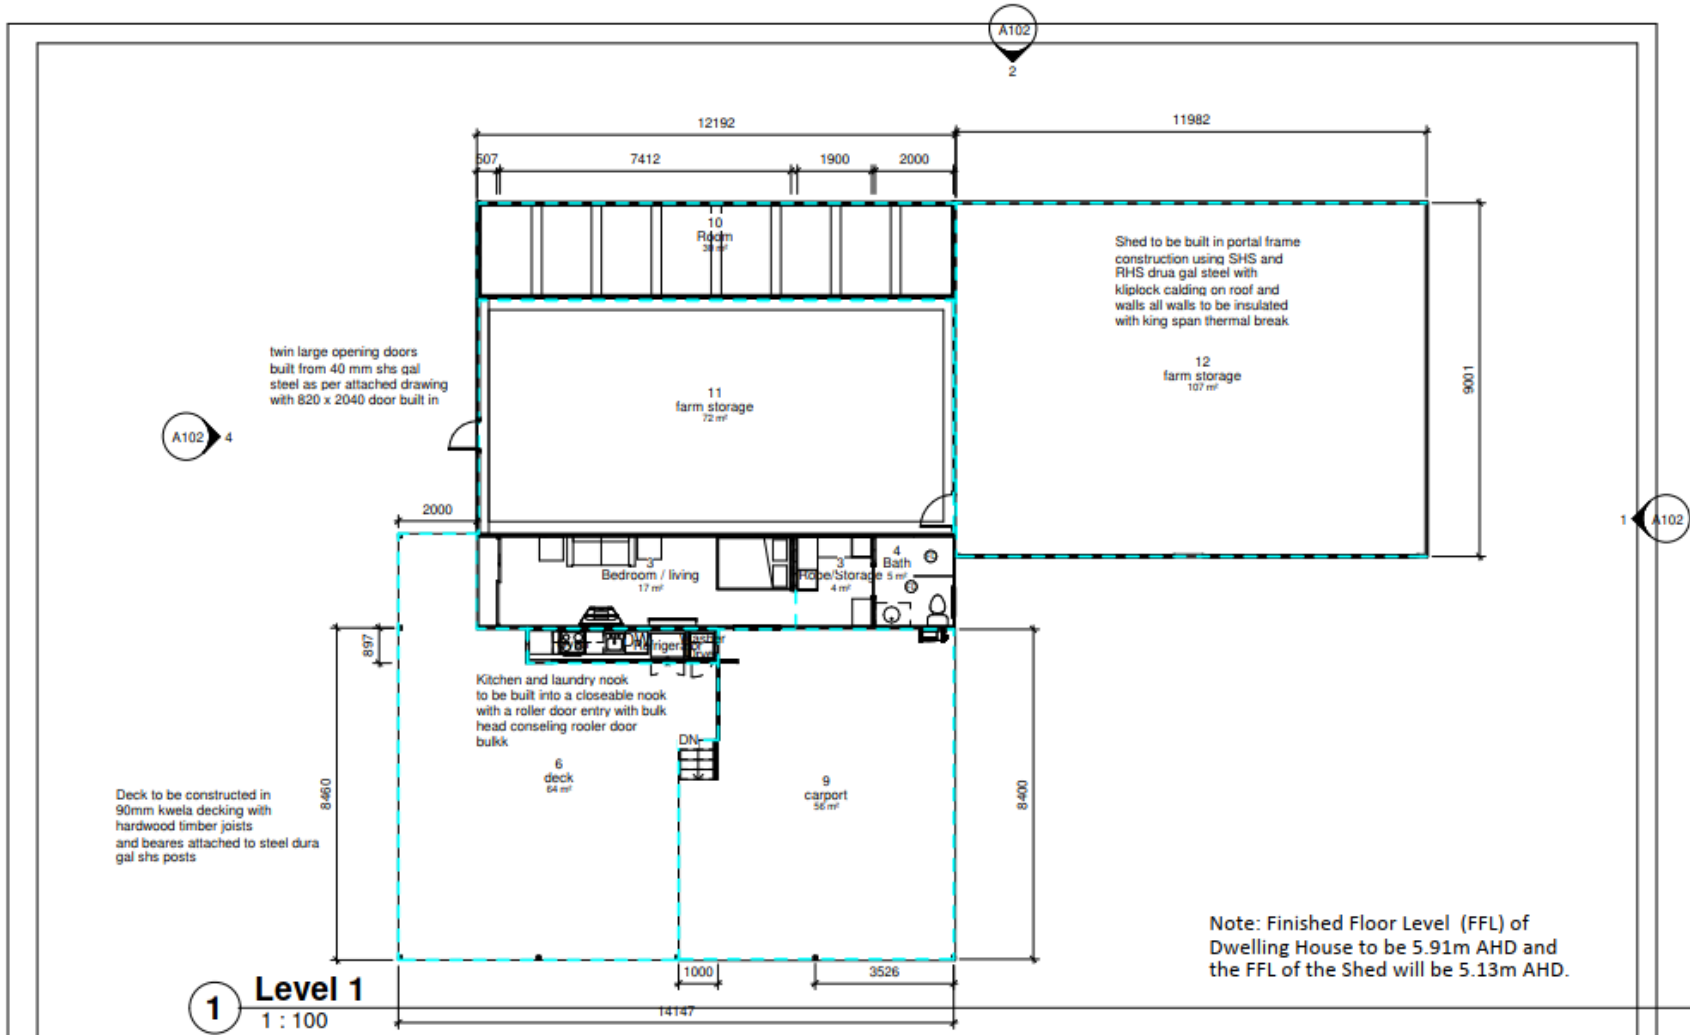 A102
2
12192
11982
507
7412
1900
2000
10
Room
Shed to be built in portal frame
construction using SHS and
RHS drua gal steel with
kliplock calding on roof and
walls all walls to be insulated
with king span thermal break
twin large opening doors
built from 40 mm shs gal
steel as per attached drawing
with 820 x 2040 door built in
12
farm storage
107 m²
9001
11
farm storage
72 m²
A102
4
2000
1
A102
3
Bedroom / living
17 m²
3
Robe/Storage
4 m²
4
Bath
5 m²
897
Refrigerator
Kitchen and laundry nook
to be built into a closeable nook
with a roller door entry with bulk
head conseling rooler door
bulkk
DN
6
deck
64 m²
9
carport
56 m²
8460
8400
Deck to be constructed in
90mm kwela decking with
hardwood timber joists
and beares attached to steel dura
gal shs posts
Note: Finished Floor Level (FFL) of
Dwelling House to be 5.91m AHD and
the FFL of the Shed will be 5.13m AHD.
1000
3526
14147
1
Level 1
1 : 100